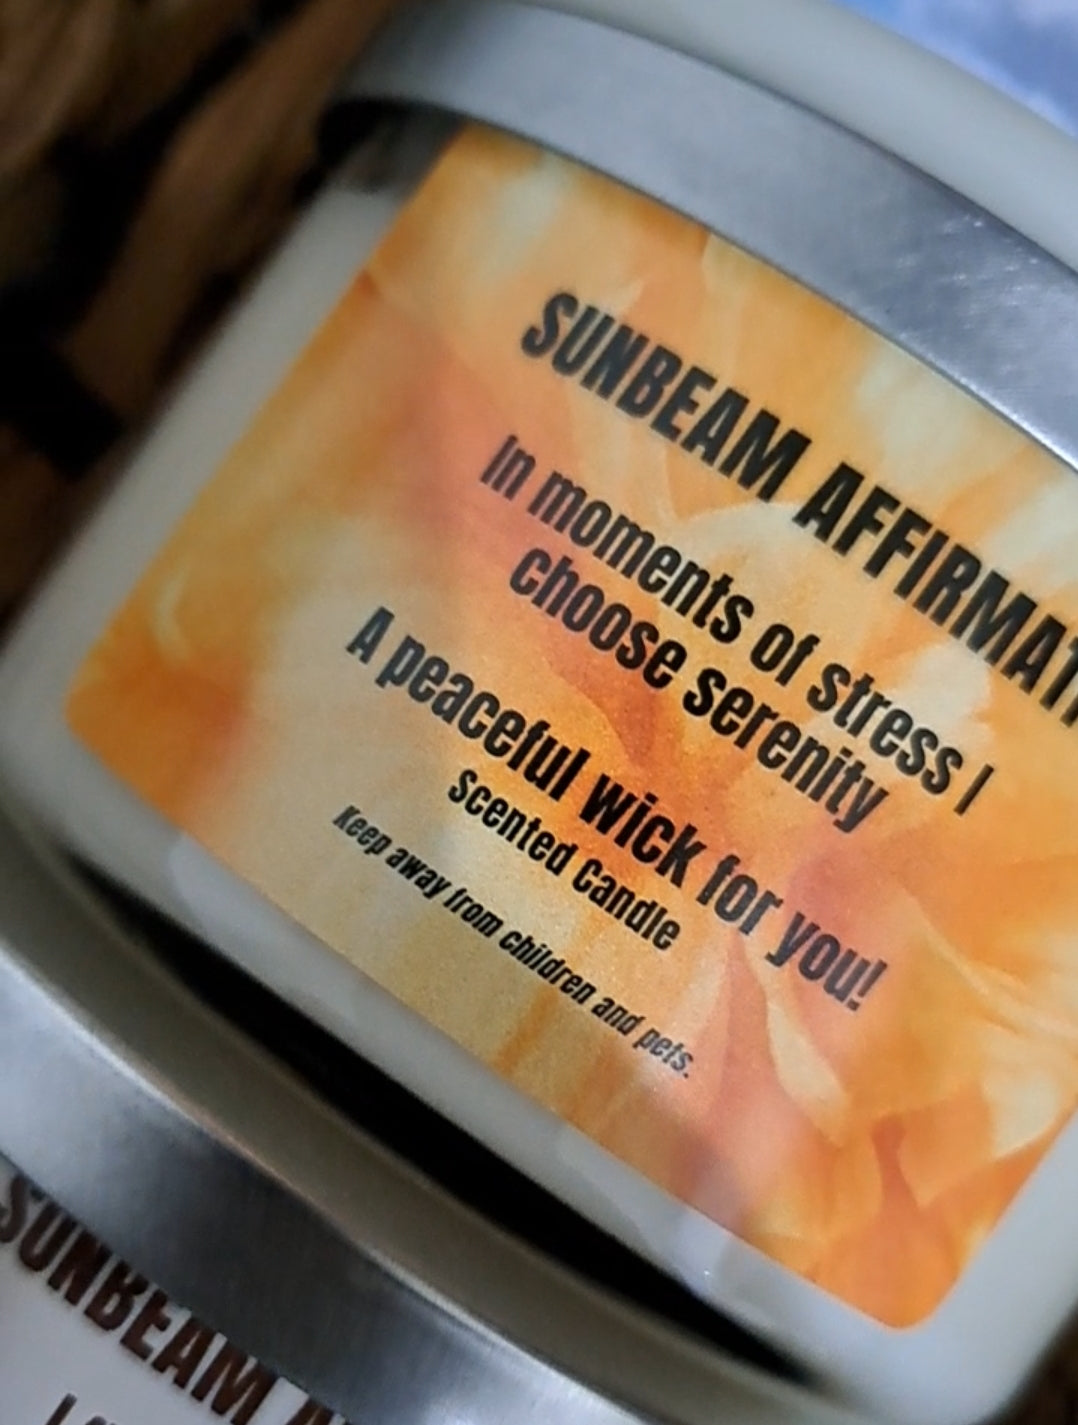 SUNBEAM AFFIRMAT
In moments of stress I
choose serenity
A peaceful wick for you!
Scented Candle
Keep away from children and pets.
SUNBEAM A